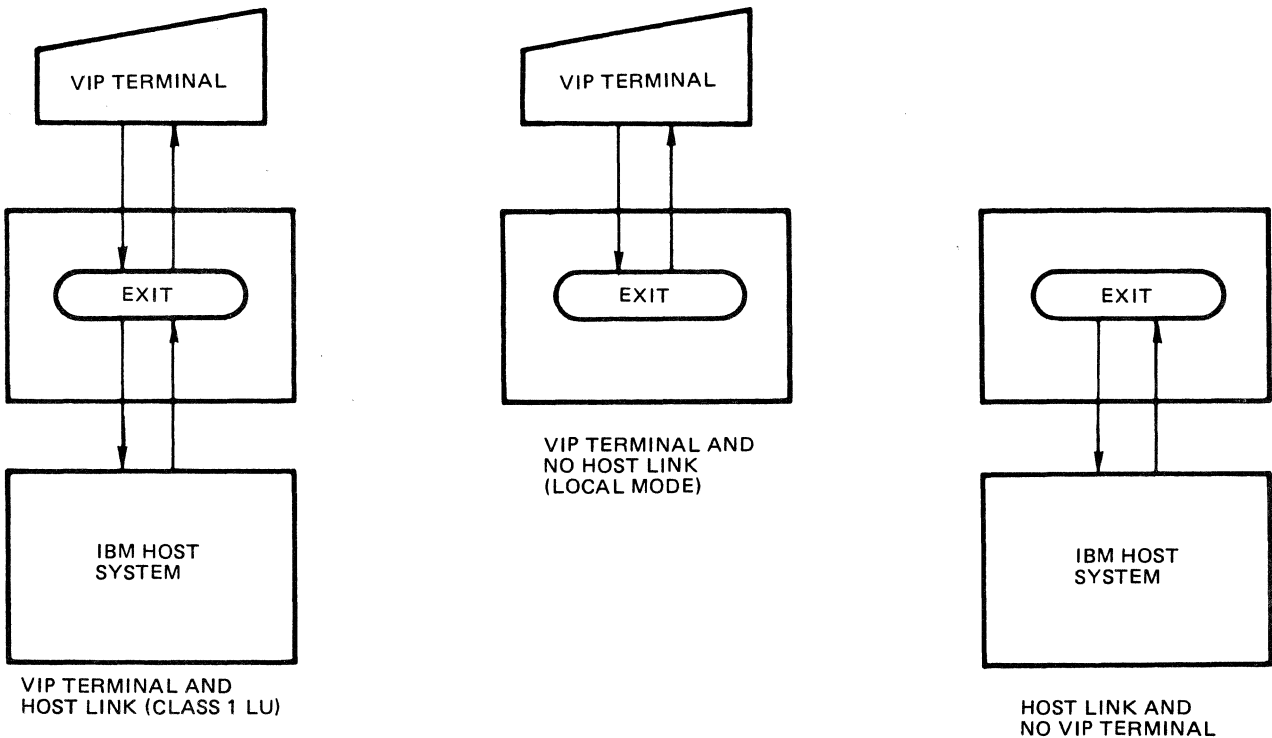 VIP TERMINAL
EXIT
IBM HOST
SYSTEM
VIP TERMINAL AND
HOST LINK (CLASS 1 LU)
VIP TERMINAL
EXIT
VIP TERMINAL AND
NO HOST LINK
(LOCAL MODE)
EXIT
IBM HOST
SYSTEM
HOST LINK AND
NO VIP TERMINAL